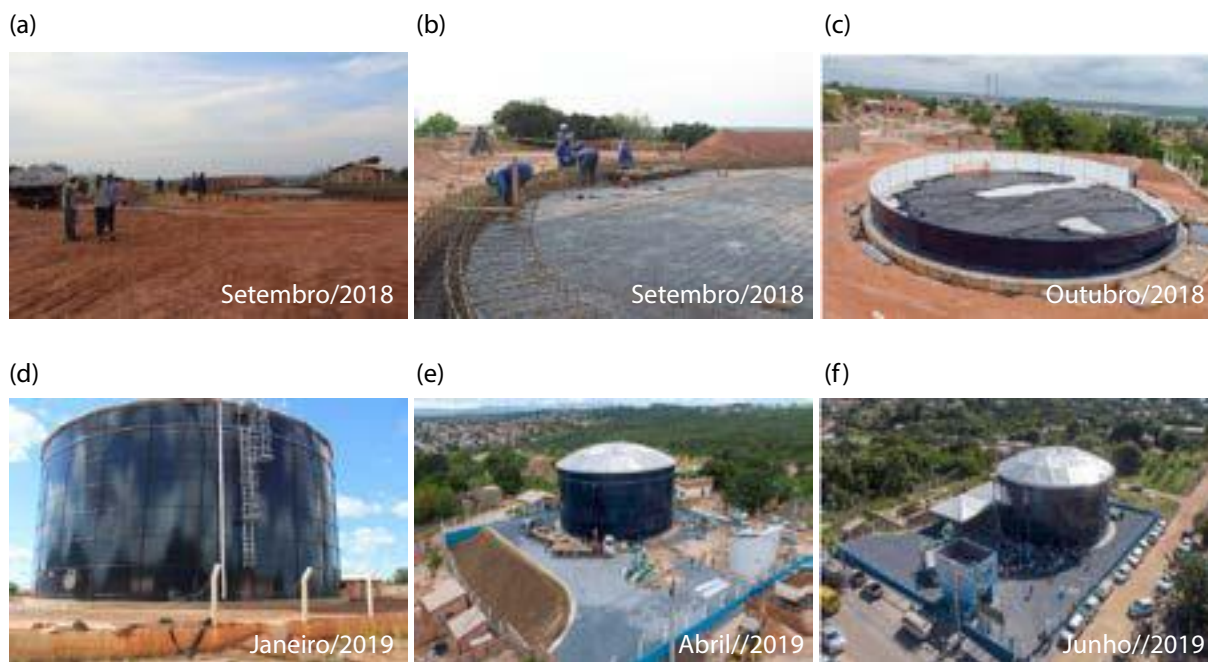 (a)
(b)
(c)
Setembro/2018
Setembro/2018
Outubro/2018
(d)
(e)
(f)
Janeiro/2019
Abril//2019
Junho//2019